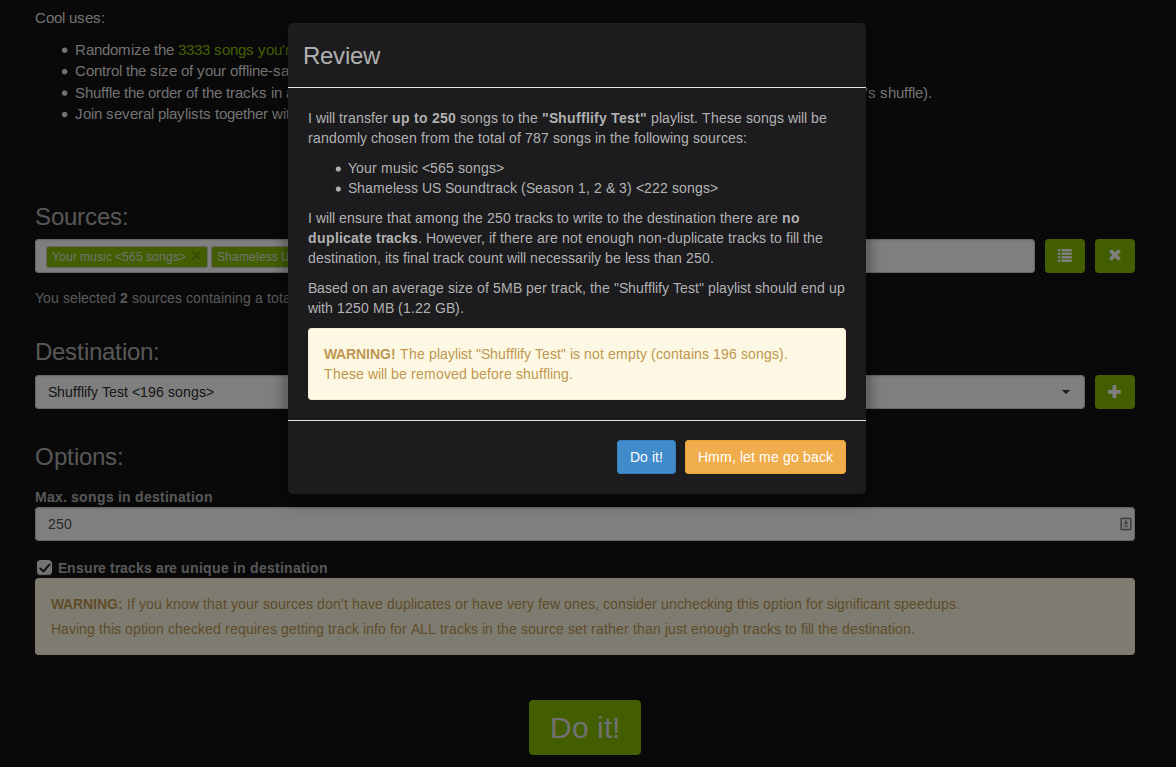 Cool uses:
Review
Randomize the 3333 songs you'r
Control the size of your offline-sa
Shuffle the order of the tracks in
's shuffle).
Join several playlists together wit
I will transfer up to 250 songs to the "Shufflify Test" playlist. These songs will be
randomly chosen from the total of 787 songs in the following sources:
Your music <565 songs>
Shameless US Soundtrack (Season 1, 2 & 3) <222 songs>
I will ensure that among the 250 tracks to write to the destination there are no
duplicate tracks. However, if there are not enough non-duplicate tracks to fill the
destination, its final track count will necessarily be less than 250.
Based on an average size of 5MB per track, the "Shufflify Test" playlist should end up
with 1250 MB (1.22 GB).
WARNING! The playlist "Shufflify Test" is not empty (contains 196 songs).
These will be removed before shuffling.
Do it!
Hmm, let me go back
Sources:
Your music <565 songs>
Shameless U
You selected 2 sources containing a tota
Destination:
Shufflify Test <196 songs>
Options:
Max. songs in destination
250
Ensure tracks are unique in destination
WARNING: If you know that your sources don't have duplicates or have very few ones, consider unchecking this option for significant speedups.
Having this option checked requires getting track info for ALL tracks in the source set rather than just enough tracks to fill the destination.
Do it!